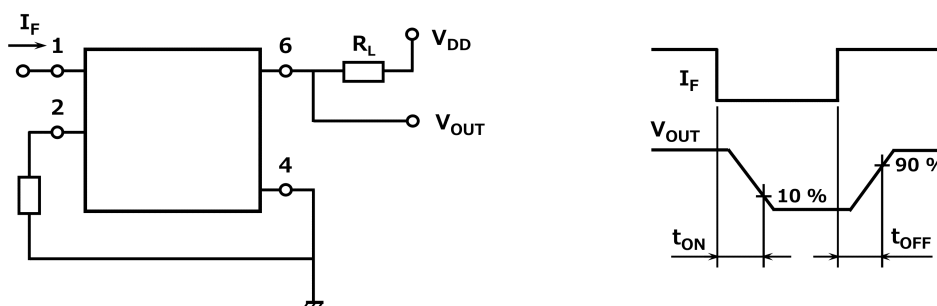 I_F
1
2
6
4
R_L
V_DD
V_OUT
I_F
V_OUT
10 %
90 %
t_ON
t_OFF